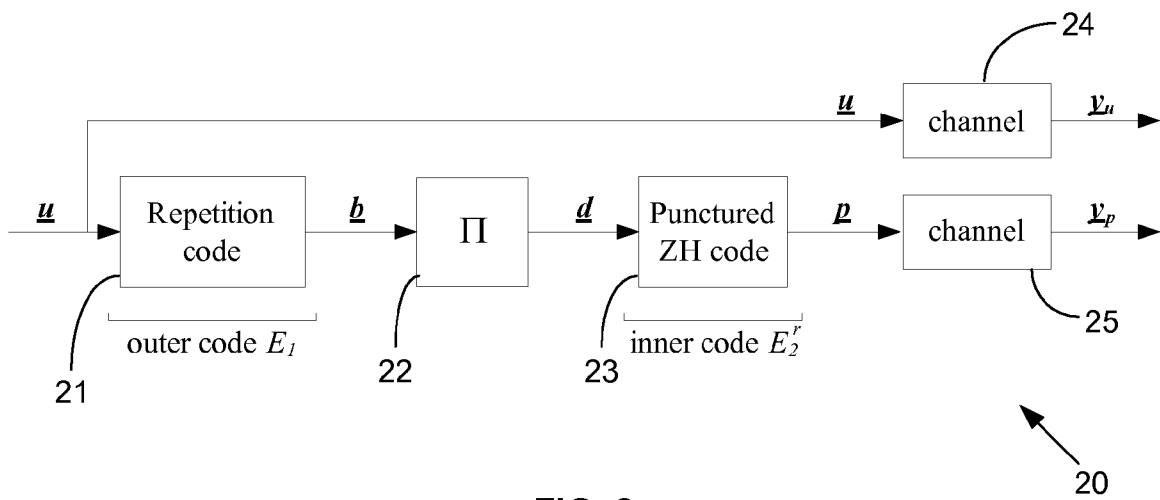 24
u
channel
y_u
u
Repetition
code
b
Π
d
Punctured
ZH code
p
channel
y_p
outer code E_1
inner code E_2^r
21
22
23
25
20